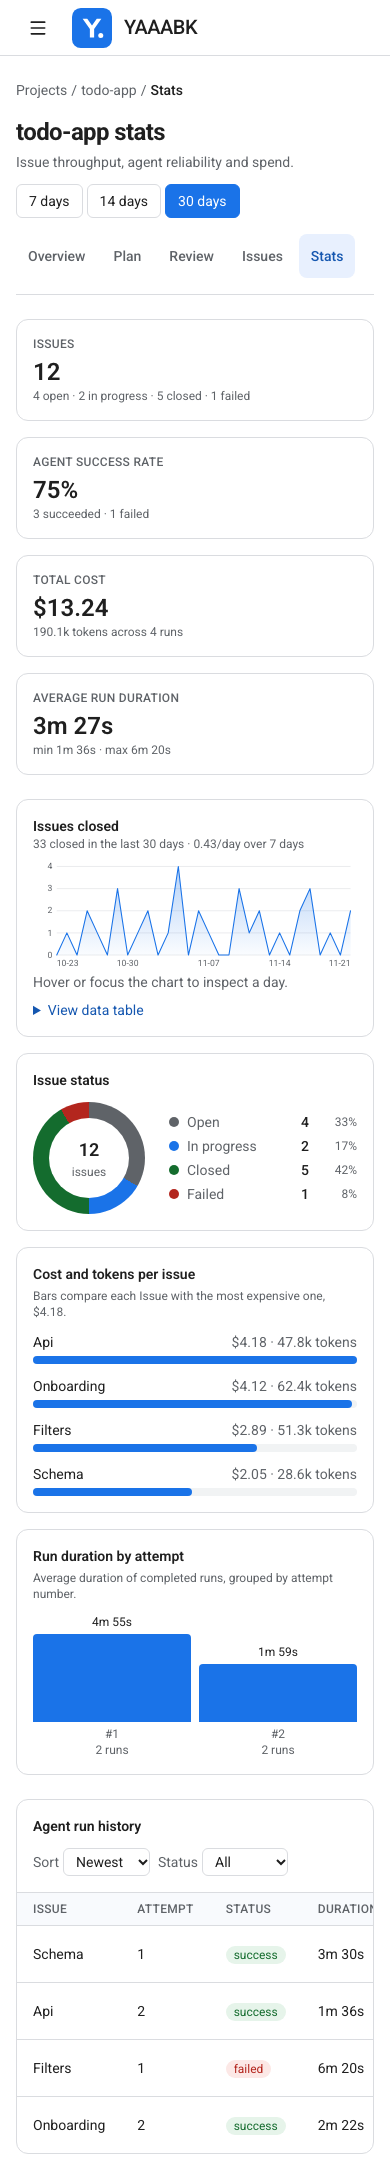 Y.
YAAABK
Projects / todo-app / Stats
todo-app stats
Issue throughput, agent reliability and spend.
7 days 14 days 30 days
Overview Plan Review Issues Stats
ISSUES
12
4 open · 2 in progress · 5 closed · 1 failed
AGENT SUCCESS RATE
75%
3 succeeded · 1 failed
TOTAL COST
$13.24
190.1k tokens across 4 runs
AVERAGE RUN DURATION
3m 27s
min 1m 36s · max 6m 20s
Issues closed
33 closed in the last 30 days · 0.43/day over 7 days
4
3
2
1
0
10-23 10-30 11-07 11-14 11-21
Hover or focus the chart to inspect a day.
View data table
Issue status
12
issues
Open 4 33%
In progress 2 17%
Closed 5 42%
Failed 1 8%
Cost and tokens per issue
Bars compare each Issue with the most expensive one,
$4.18.
Api $4.18 · 47.8k tokens
Onboarding $4.12 · 62.4k tokens
Filters $2.89 · 51.3k tokens
Schema $2.05 · 28.6k tokens
Run duration by attempt
Average duration of completed runs, grouped by attempt
number.
4m 55s 1m 59s
#1 #2
2 runs 2 runs
Agent run history
Sort Newest Status All
ISSUE ATTEMPT STATUS DURATION
Schema 1 success 3m 30s
Api 2 success 1m 36s
Filters 1 failed 6m 20s
Onboarding 2 success 2m 22s